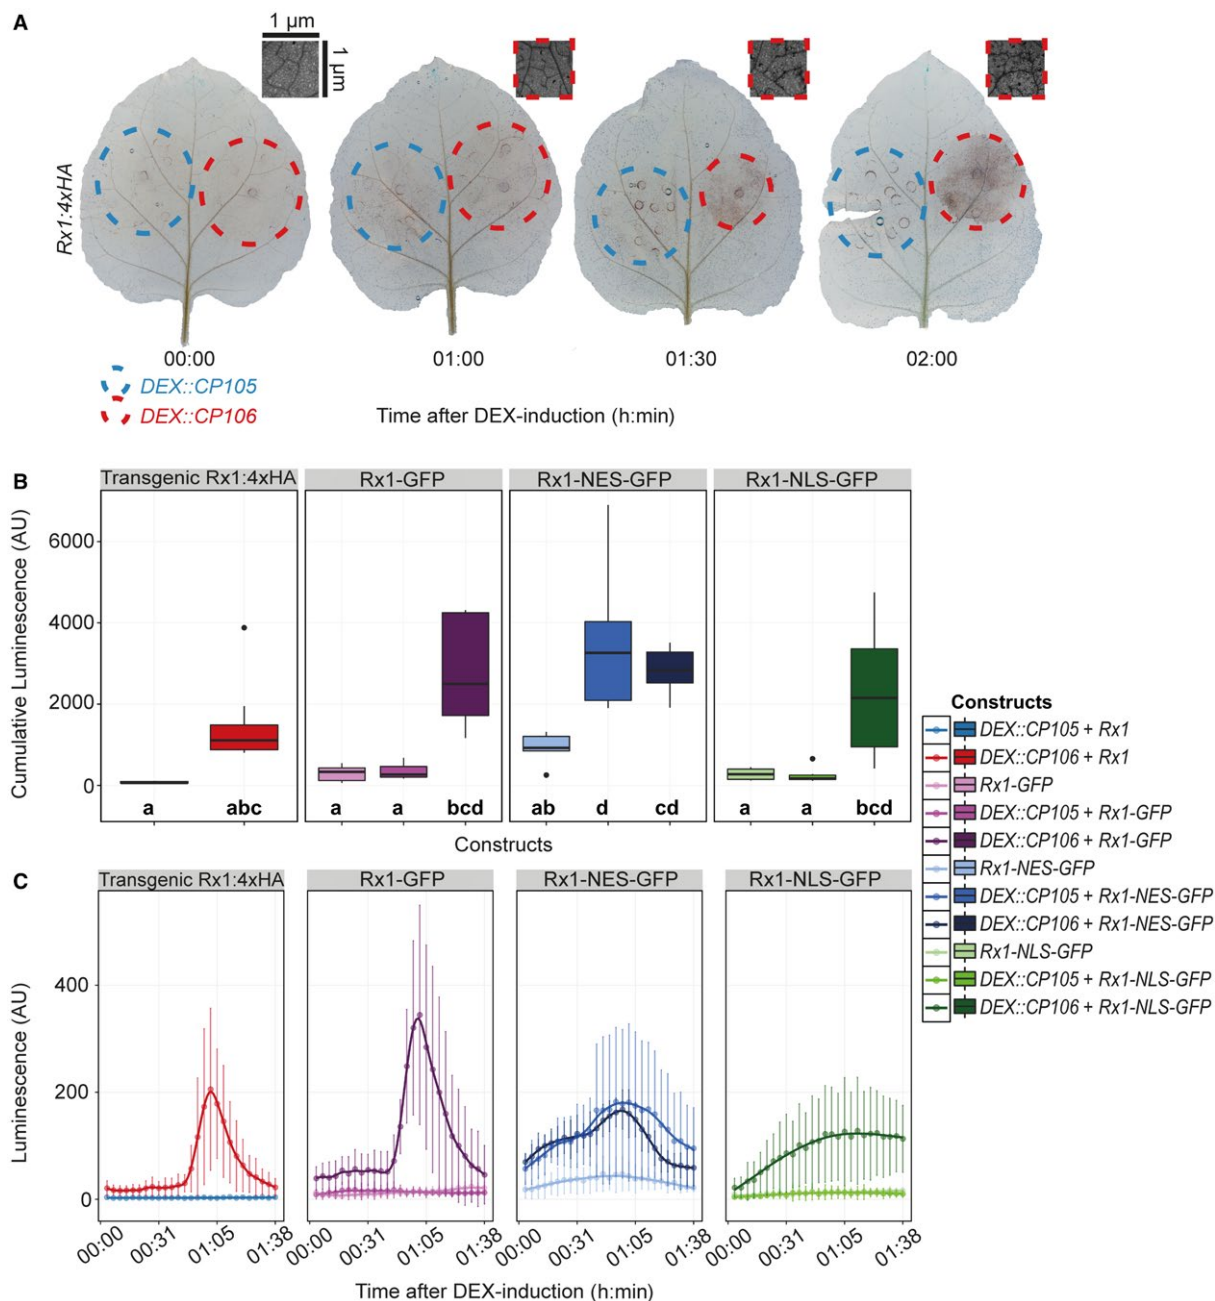 A
1 µm
1 µm
Rx1:4xHA
00:00
01:00
01:30
02:00
DEX::CP105
DEX::CP106
Time after DEX-induction (h:min)
B
Transgenic Rx1:4xHA
Rx1-GFP
Rx1-NES-GFP
Rx1-NLS-GFP
Cumulative Luminescence (AU)
6000
4000
2000
0
a
abc
a
a
bcd
ab
d
cd
a
a
bcd
Constructs
Constructs
DEX::CP105 + Rx1
DEX::CP106 + Rx1
Rx1-GFP
DEX::CP105 + Rx1-GFP
DEX::CP106 + Rx1-GFP
Rx1-NES-GFP
DEX::CP105 + Rx1-NES-GFP
DEX::CP106 + Rx1-NES-GFP
Rx1-NLS-GFP
DEX::CP105 + Rx1-NLS-GFP
DEX::CP106 + Rx1-NLS-GFP
C
Transgenic Rx1:4xHA
Rx1-GFP
Rx1-NES-GFP
Rx1-NLS-GFP
Luminescence (AU)
400
200
0
00:00
00:31
01:05
01:38
00:00
00:31
01:05
01:38
00:00
00:31
01:05
01:38
00:00
00:31
01:05
01:38
Time after DEX-induction (h:min)